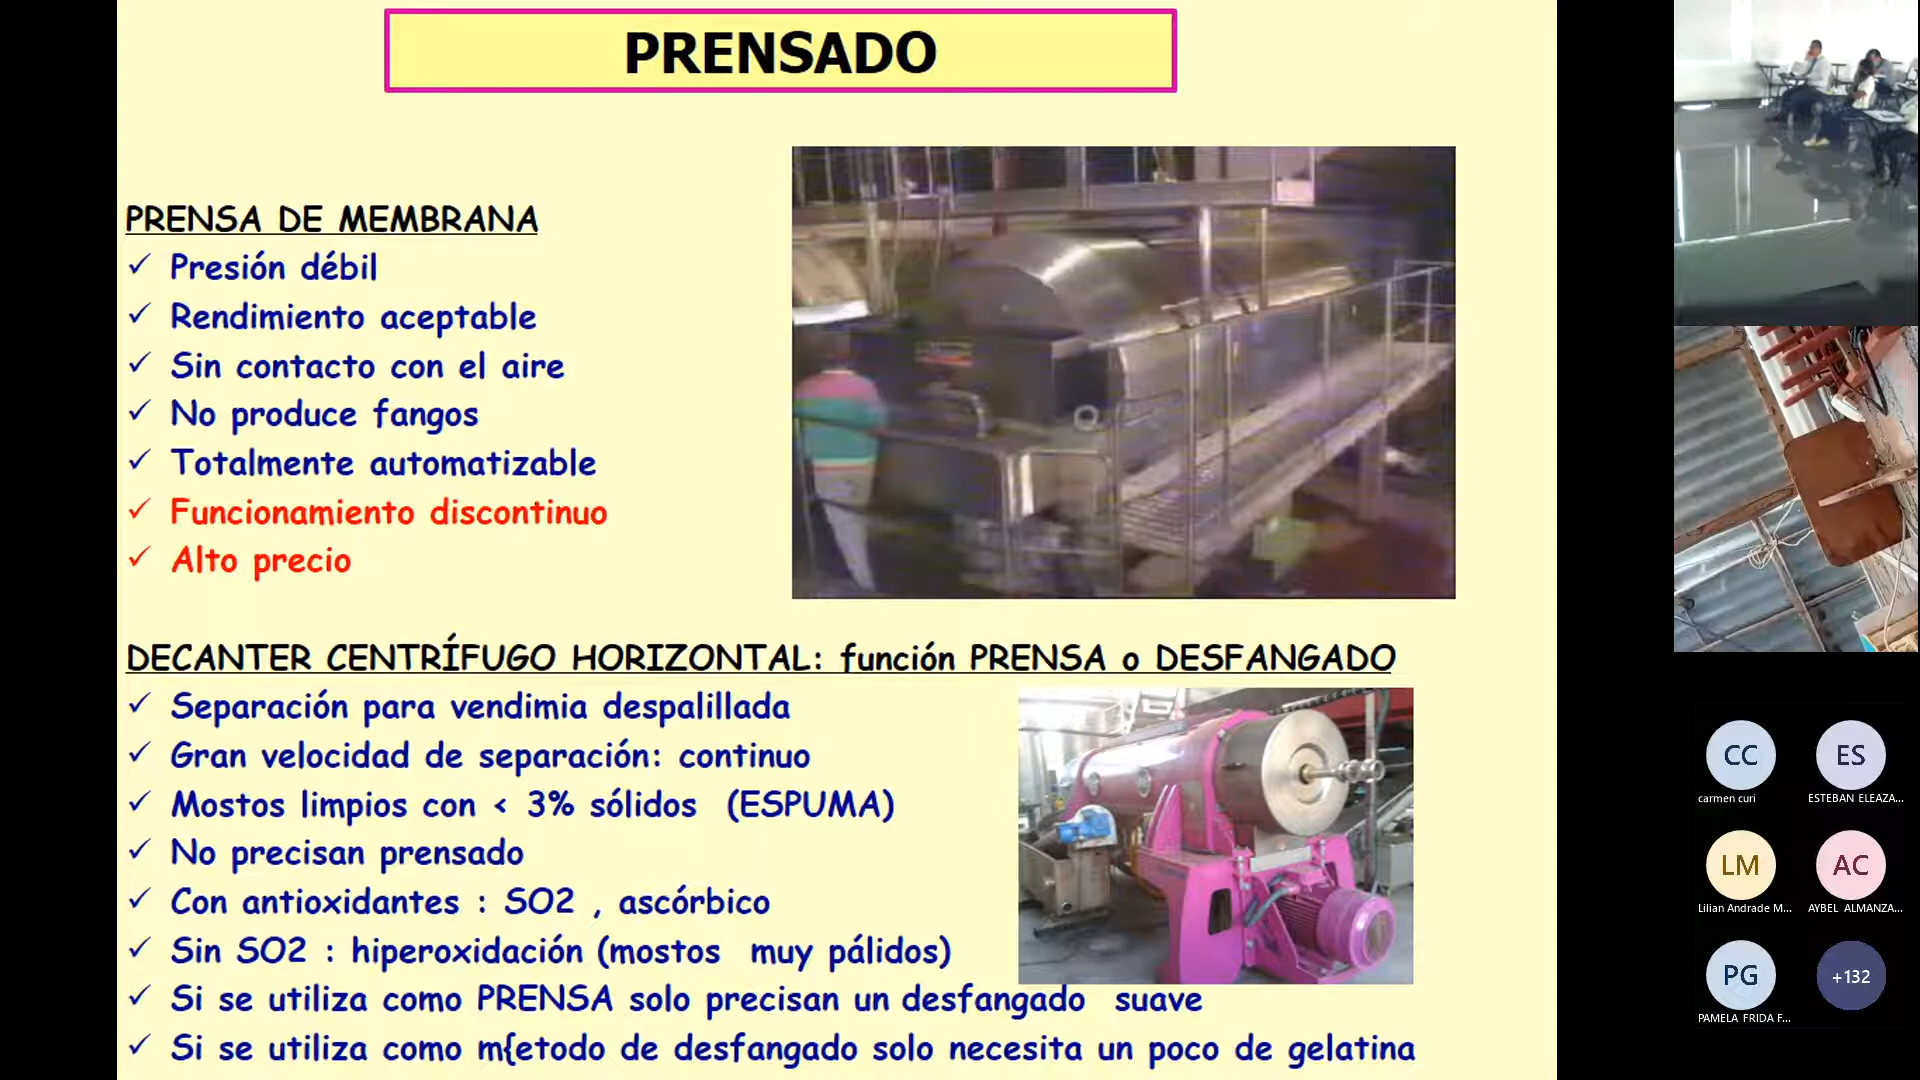 PRENSADO
PRENSA DE MEMBRANA
✓ Presión débil
✓ Rendimiento aceptable
✓ Sin contacto con el aire
✓ No produce fangos
✓ Totalmente automatizable
✓ Funcionamiento discontinuo
✓ Alto precio
DECANTER CENTRÍFUGO HORIZONTAL: función PRENSA o DESFANGADO
✓ Separación para vendimia despalillada
✓ Gran velocidad de separación: continuo
✓ Mostos limpios con < 3% sólidos (ESPUMA)
✓ No precisan prensado
✓ Con antioxidantes : SO2 , ascórbico
✓ Sin SO2 : hiperoxidación (mostos muy pálidos)
✓ Si se utiliza como PRENSA solo precisan un desfangado suave
✓ Si se utiliza como m{etodo de desfangado solo necesita un poco de gelatina
CC
carmen curi
ES
ESTEBAN ELEAZA...
LM
Lilian Andrade M...
AC
AYBEL ALMANZA...
PG
PAMELA FRIDA F...
+132